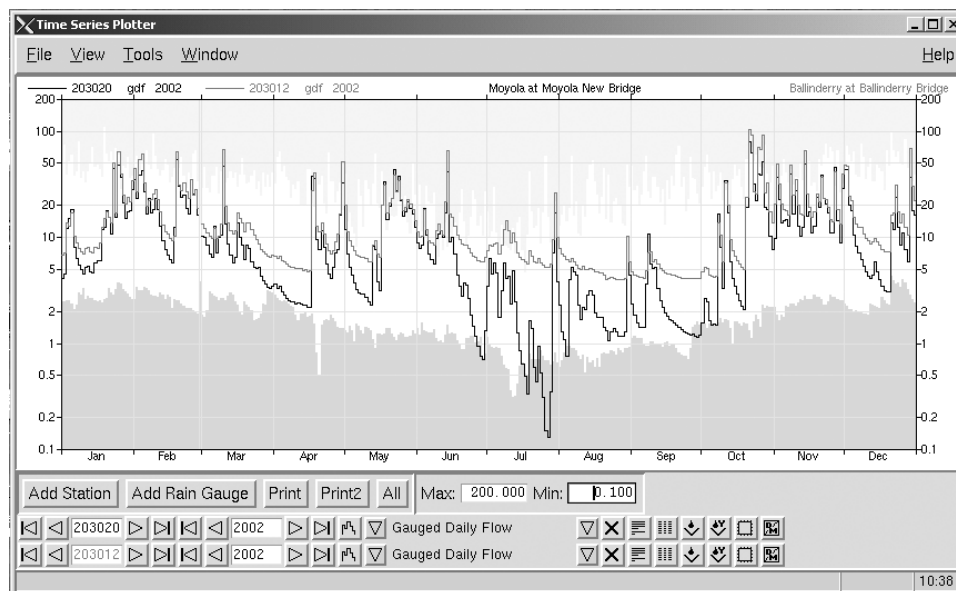 Time Series Plotter
File View Tools Window Help
203020 gdf 2002 203012 gdf 2002 Moyola at Moyola New Bridge Ballinderry at Ballinderry Bridge
200 200
100 100
50 50
20 20
10 10
5 5
2 2
1 1
0.5 0.5
0.2 0.2
0.1 0.1
Jan Feb Mar Apr May Jun Jul Aug Sep Oct Nov Dec
Add Station Add Rain Gauge Print Print2 All Max: 200.000 Min: 0.100
203020 2002 Gauged Daily Flow
203012 2002 Gauged Daily Flow
10:38